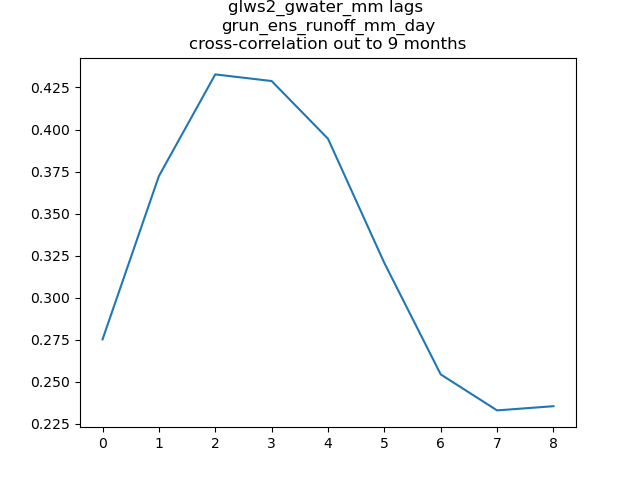 glws2_gwater_mm lags
grun_ens_runoff_mm_day
cross-correlation out to 9 months
0.425
0.400
0.375
0.350
0.325
0.300
0.275
0.250
0.225
0 1 2 3 4 5 6 7 8